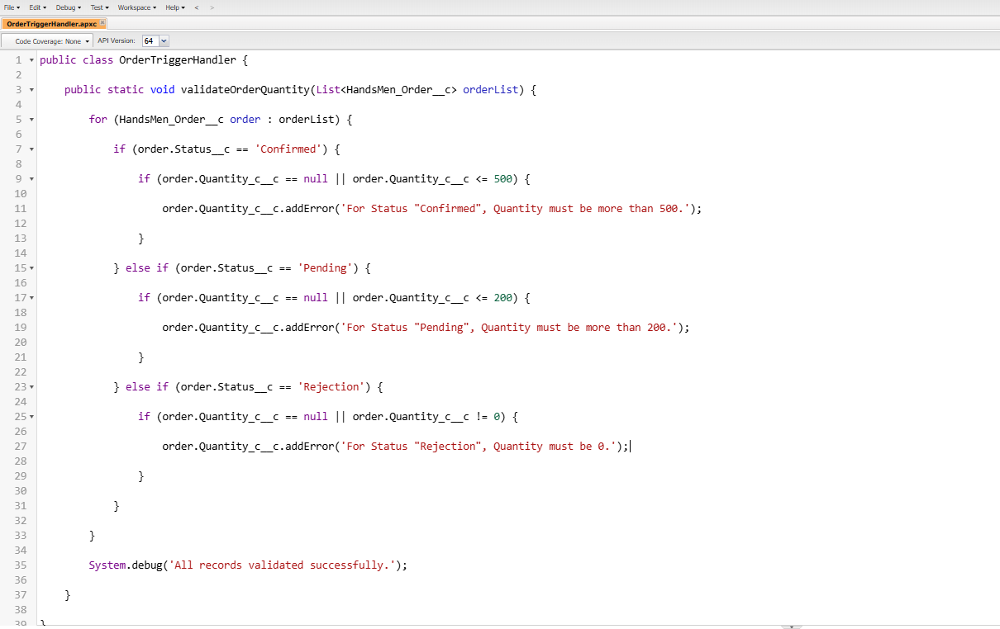 File Edit Debug Test Workspace Help < >
OrderTriggerHandler.apxc
Code Coverage: None API Version: 64
1 public class OrderTriggerHandler {
2
3 public static void validateOrderQuantity(List<HandsMen_Order__c> orderList) {
4
5 for (HandsMen_Order__c order : orderList) {
6
7 if (order.Status__c == 'Confirmed') {
8
9 if (order.Quantity_c__c == null || order.Quantity_c__c <= 500) {
10
11 order.Quantity_c__c.addError('For Status "Confirmed", Quantity must be more than 500.');
12
13 }
14
15 } else if (order.Status__c == 'Pending') {
16
17 if (order.Quantity_c__c == null || order.Quantity_c__c <= 200) {
18
19 order.Quantity_c__c.addError('For Status "Pending", Quantity must be more than 200.');
20
21 }
22
23 } else if (order.Status__c == 'Rejection') {
24
25 if (order.Quantity_c__c == null || order.Quantity_c__c != 0) {
26
27 order.Quantity_c__c.addError('For Status "Rejection", Quantity must be 0.');
28
29 }
30
31 }
32
33 }
34
35 System.debug('All records validated successfully.');
36
37 }
38
39 }